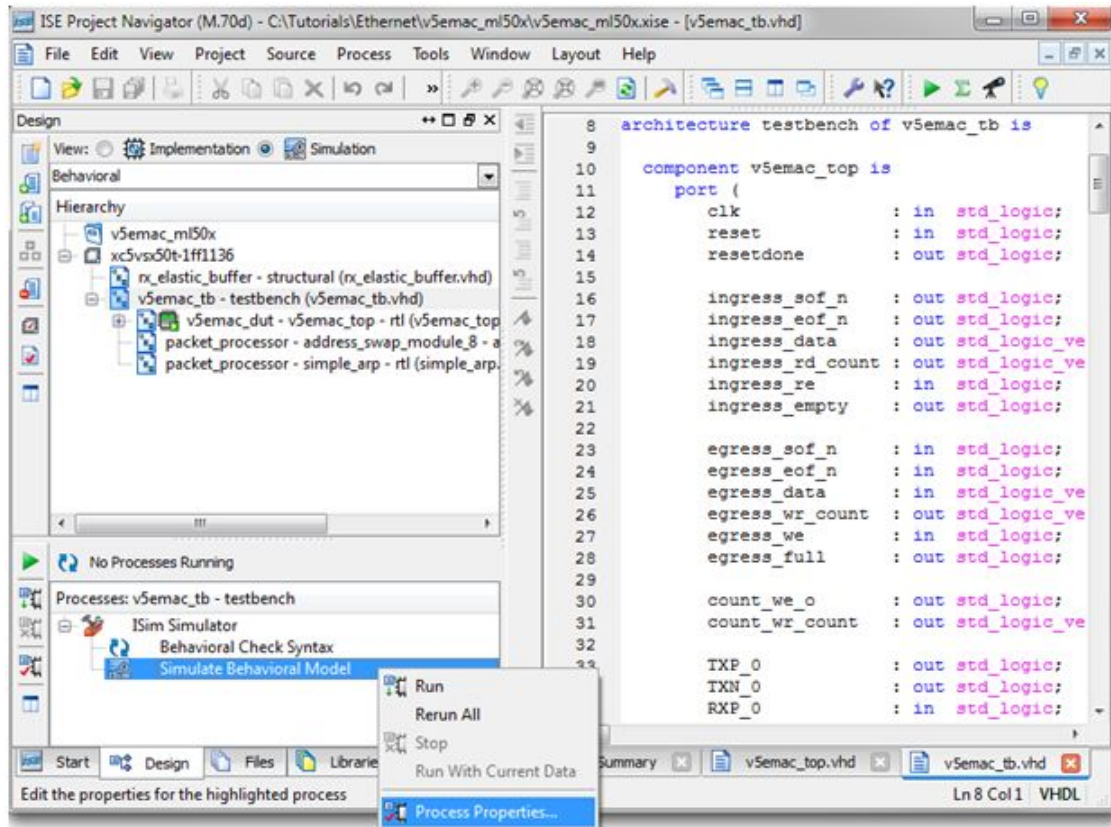 ISE Project Navigator (M.70d) - C:\Tutorials\Ethernet\v5emac_ml50x\v5emac_ml50x.xise - [v5emac_tb.vhd]
File Edit View Project Source Process Tools Window Layout Help
Design
View: Implementation Simulation
Behavioral
Hierarchy
v5emac_ml50x
xc5vsx50t-1ff1136
rx_elastic_buffer - structural (rx_elastic_buffer.vhd)
v5emac_tb - testbench (v5emac_tb.vhd)
v5emac_dut - v5emac_top - rtl (v5emac_top
packet_processor - address_swap_module_8 - a
packet_processor - simple_arp - rtl (simple_arp.
No Processes Running
Processes: v5emac_tb - testbench
ISim Simulator
Behavioral Check Syntax
Simulate Behavioral Model
Run
Rerun All
Stop
Run With Current Data
Process Properties...
8 architecture testbench of v5emac_tb is
9
10 component v5emac_top is
11 port (
12 clk : in std_logic;
13 reset : in std_logic;
14 resetdone : out std_logic;
15
16 ingress_sof_n : out std_logic;
17 ingress_eof_n : out std_logic;
18 ingress_data : out std_logic_ve
19 ingress_rd_count : out std_logic_ve
20 ingress_re : in std_logic;
21 ingress_empty : out std_logic;
22
23 egress_sof_n : in std_logic;
24 egress_eof_n : in std_logic;
25 egress_data : in std_logic_ve
26 egress_wr_count : out std_logic_ve
27 egress_we : in std_logic;
28 egress_full : out std_logic;
29
30 count_we_o : out std_logic;
31 count_wr_count : out std_logic_ve
32
33 TXP_0 : out std_logic;
TXN_0 : out std_logic;
RXP_0 : in std_logic;
Start Design Files Librarie Summary v5emac_top.vhd v5emac_tb.vhd
Edit the properties for the highlighted process Ln 8 Col 1 VHDL